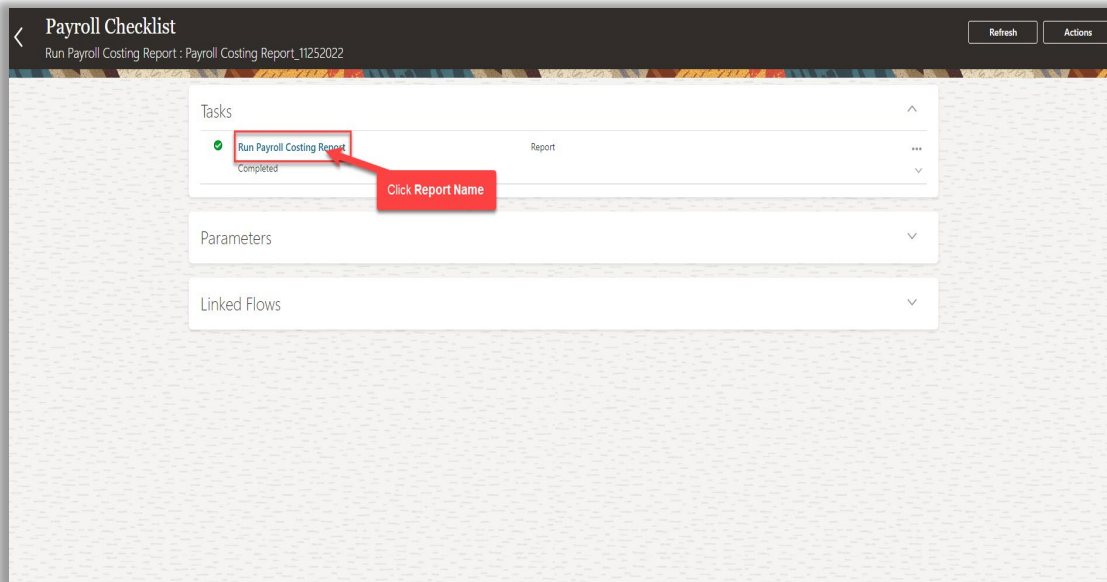 Payroll Checklist
Refresh
Actions
Run Payroll Costing Report : Payroll Costing Report_11252022
Tasks
Run Payroll Costing Report
Report
Completed
Click Report Name
Parameters
Linked Flows